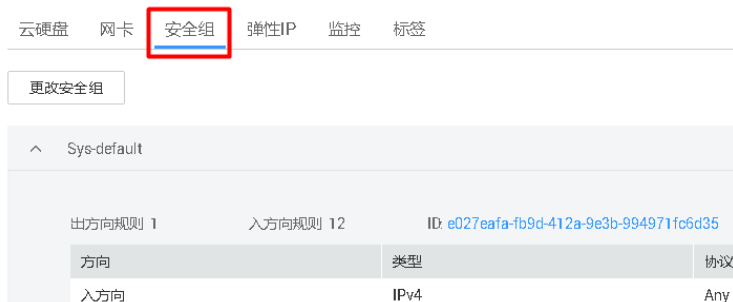 云硬盘 网卡 安全组 弹性IP 监控 标签
更改安全组
Sys-default
出方向规则 1 入方向规则 12 ID: e027eafa-fb9d-412a-9e3b-994971fc6d35
方向 类型 协议
入方向 IPv4 Any